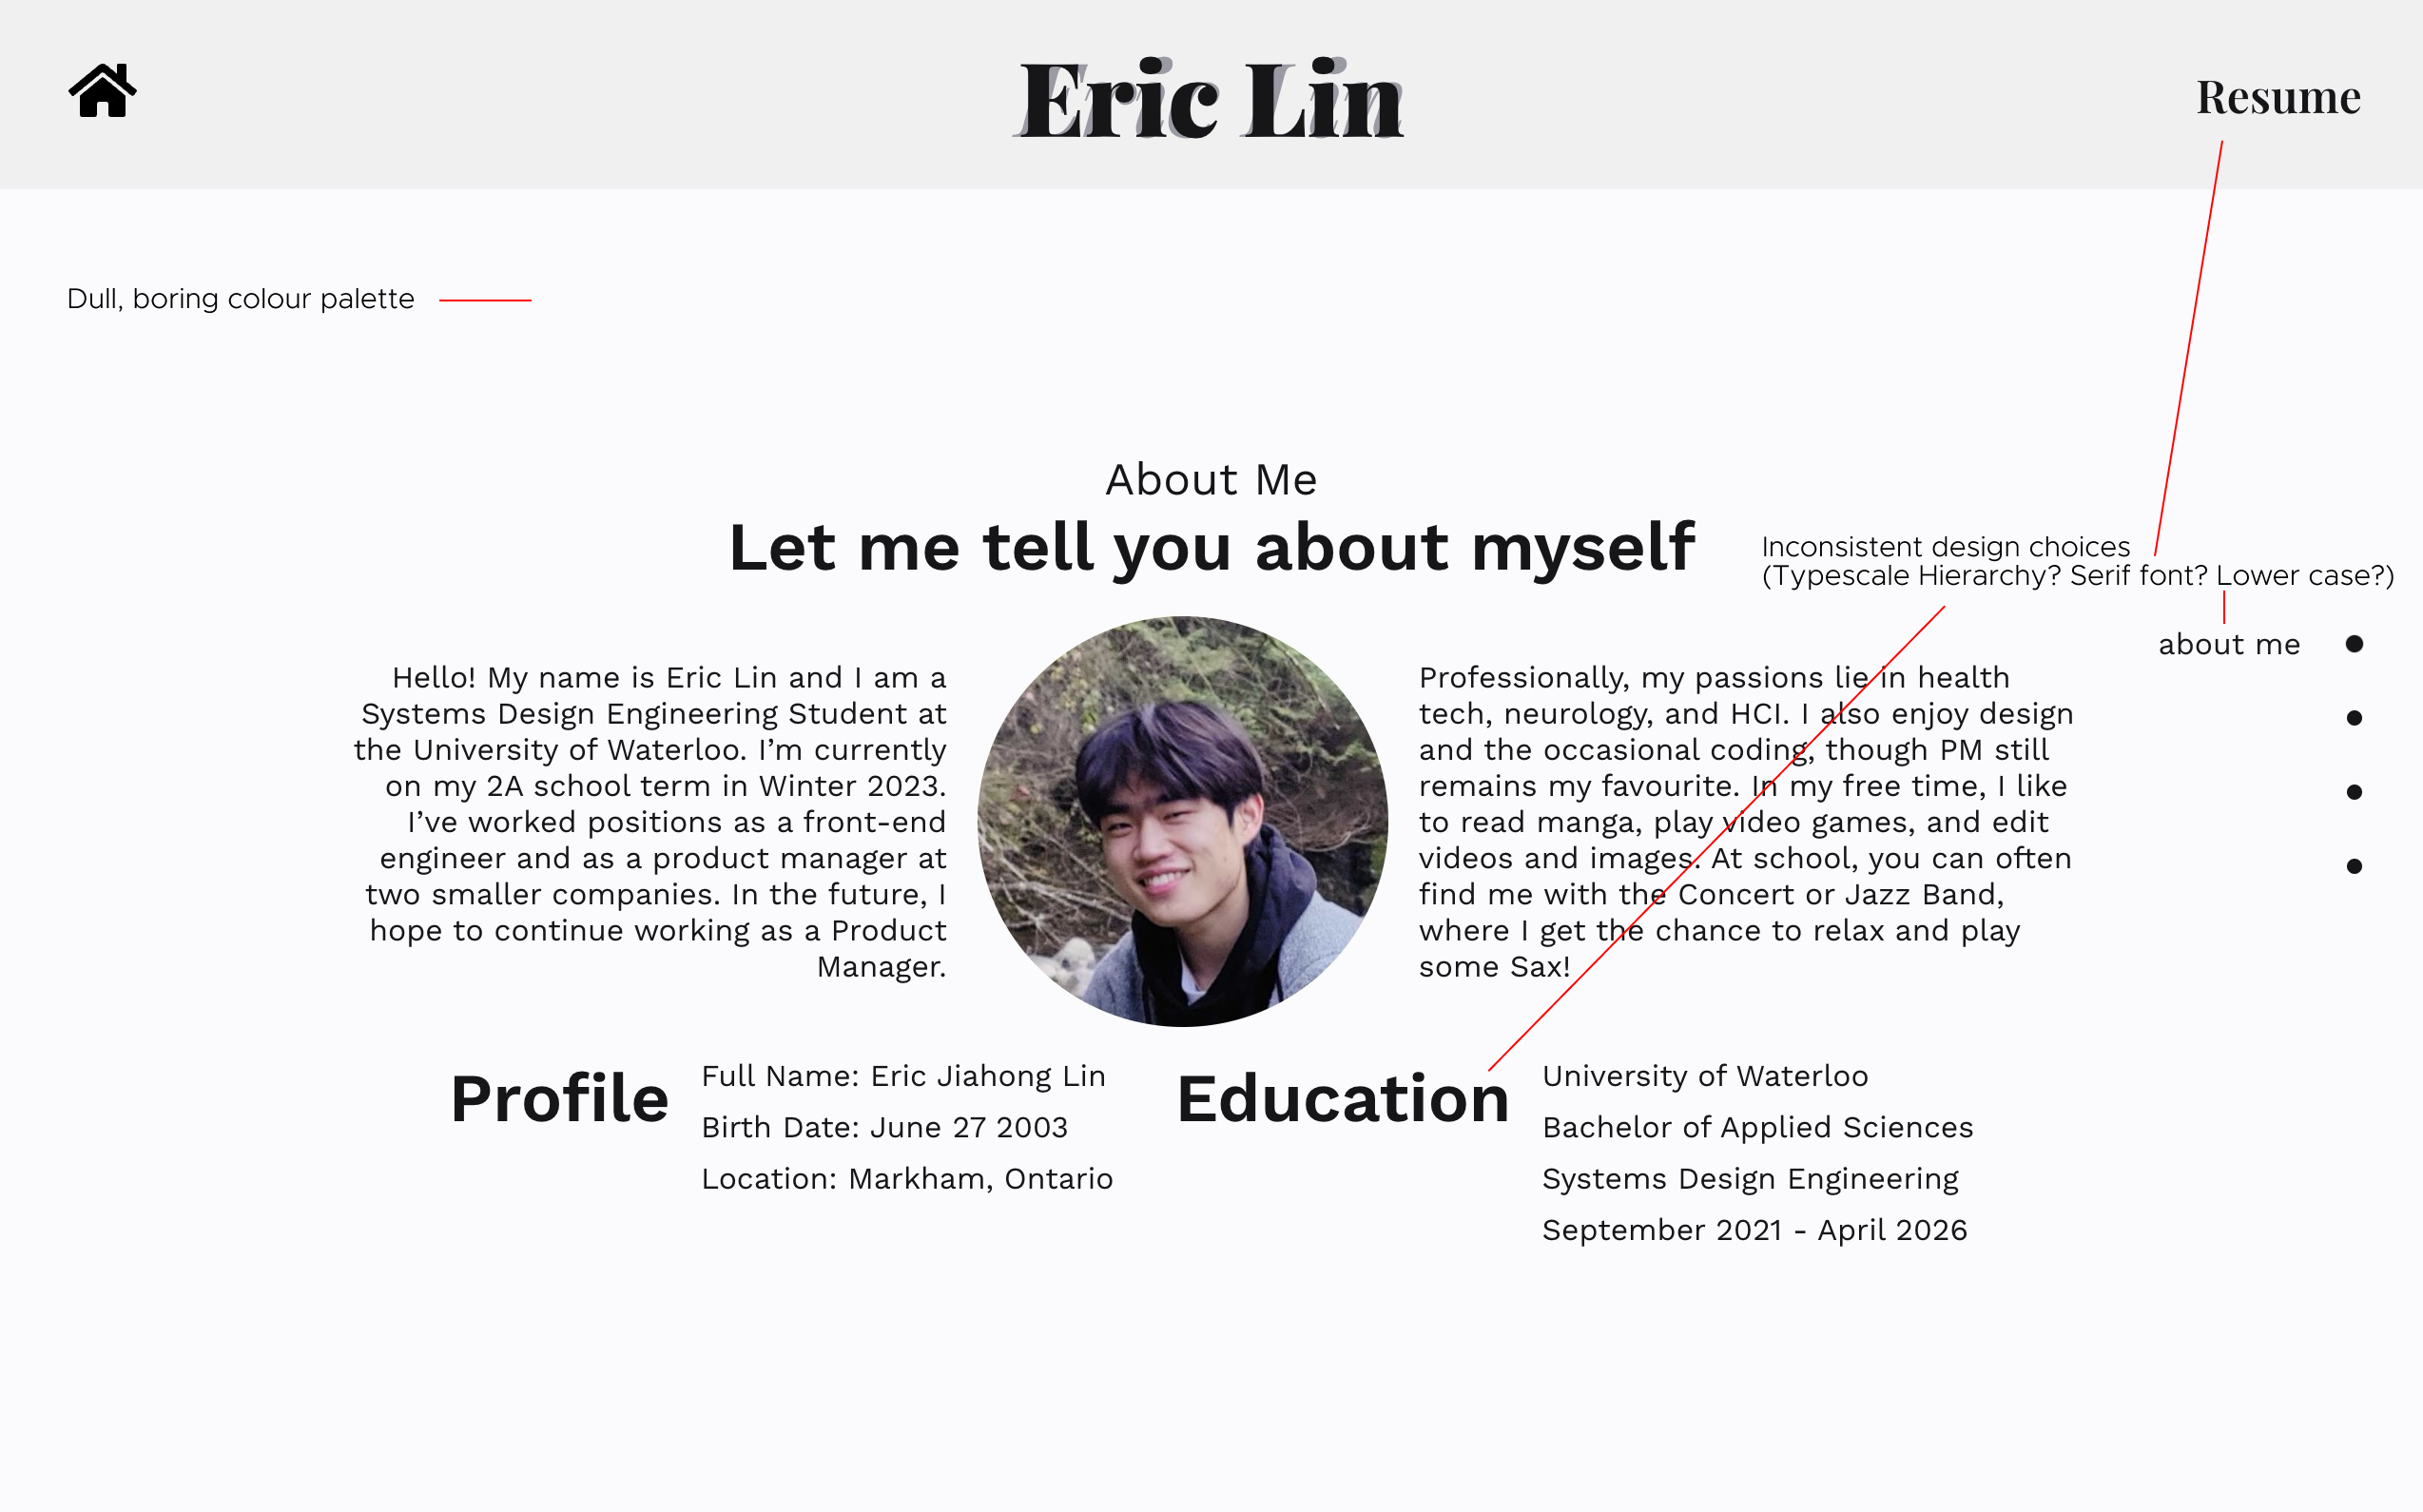 Eric Lin
Resume
Dull, boring colour palette
About Me
Let me tell you about myself
Inconsistent design choices
(Typescale Hierarchy? Serif font? Lower case?)
about me
Hello! My name is Eric Lin and I am a
Systems Design Engineering Student at
the University of Waterloo. I’m currently
on my 2A school term in Winter 2023.
I’ve worked positions as a front-end
engineer and as a product manager at
two smaller companies. In the future, I
hope to continue working as a Product
Manager.
Professionally, my passions lie in health
tech, neurology, and HCI. I also enjoy design
and the occasional coding, though PM still
remains my favourite. In my free time, I like
to read manga, play video games, and edit
videos and images. At school, you can often
find me with the Concert or Jazz Band,
where I get the chance to relax and play
some Sax!
Profile
Full Name: Eric Jiahong Lin
Birth Date: June 27 2003
Location: Markham, Ontario
Education
University of Waterloo
Bachelor of Applied Sciences
Systems Design Engineering
September 2021 - April 2026